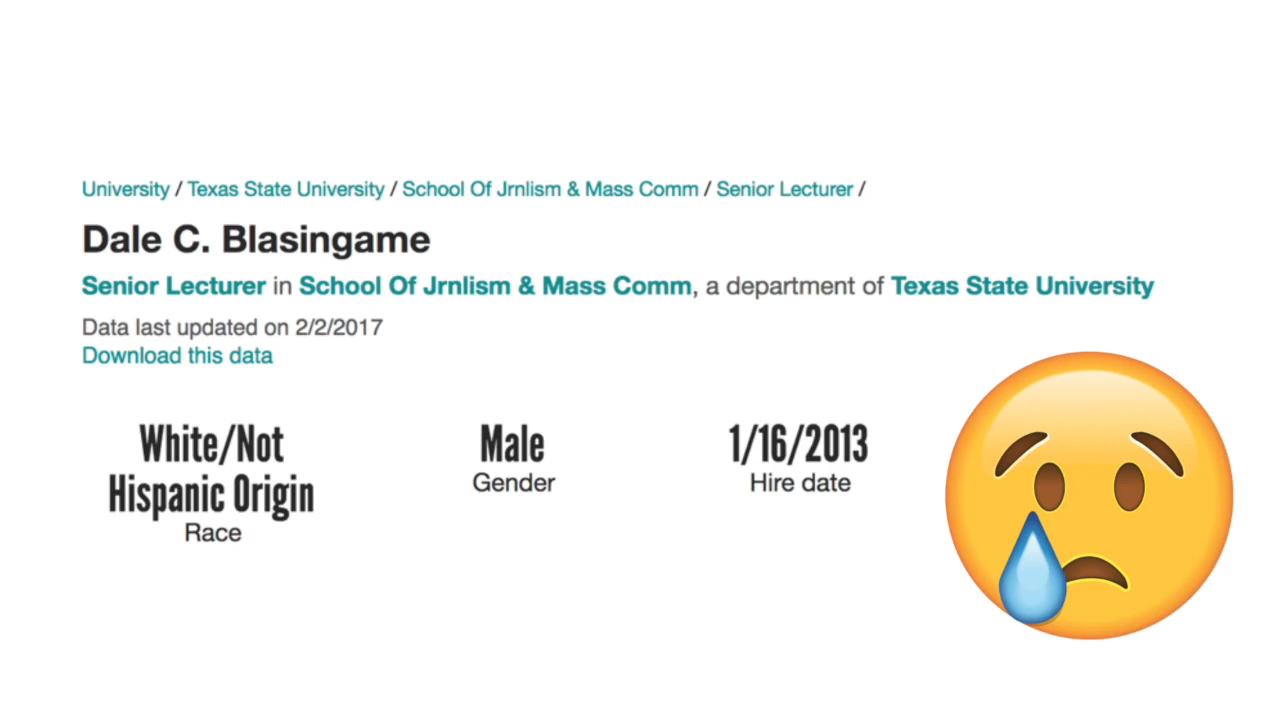 University / Texas State University / School Of Jrnlism & Mass Comm / Senior Lecturer /
Dale C. Blasingame
Senior Lecturer in School Of Jrnlism & Mass Comm, a department of Texas State University
Data last updated on 2/2/2017
Download this data
White/Not
Hispanic Origin
Race
Male
Gender
1/16/2013
Hire date